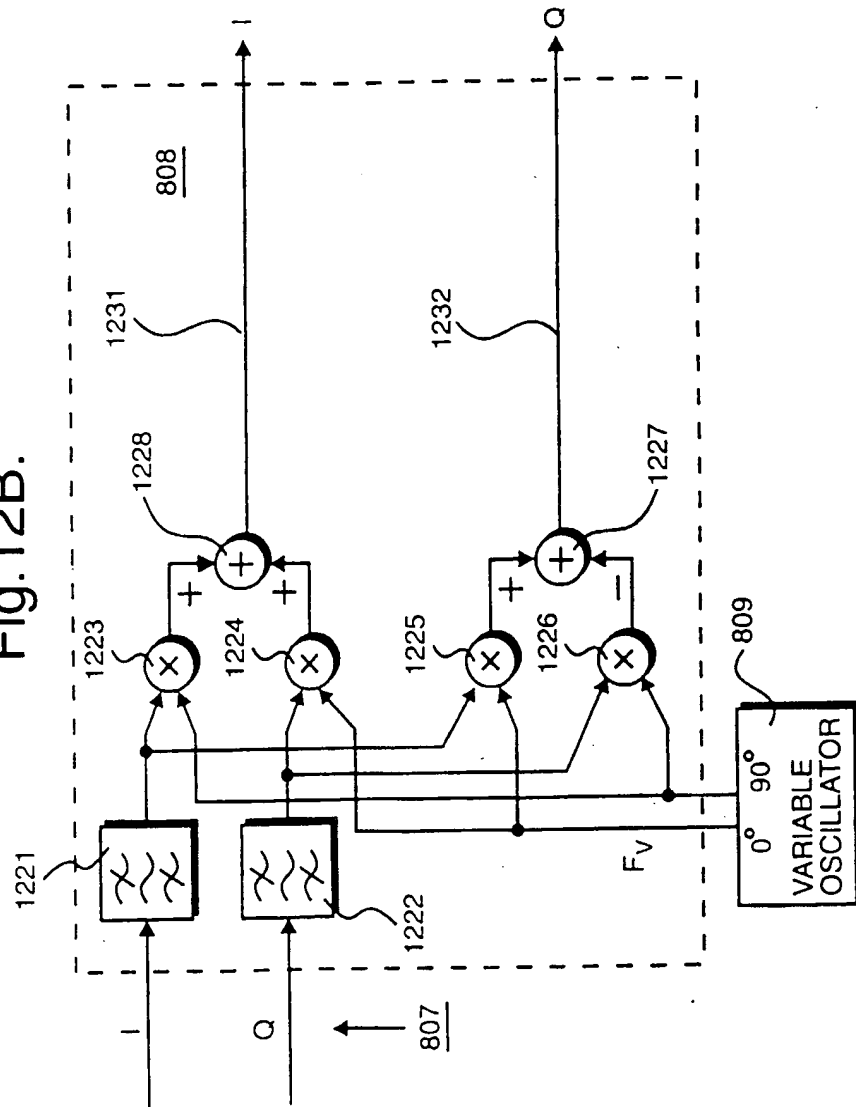 Fig.12B.
I
Q
808
1231
1232
1228
1227
1223
+
+
1224
1225
+
−
1226
1221
1222
809
0° 90°
VARIABLE
OSCILLATOR
FV
I
Q
807